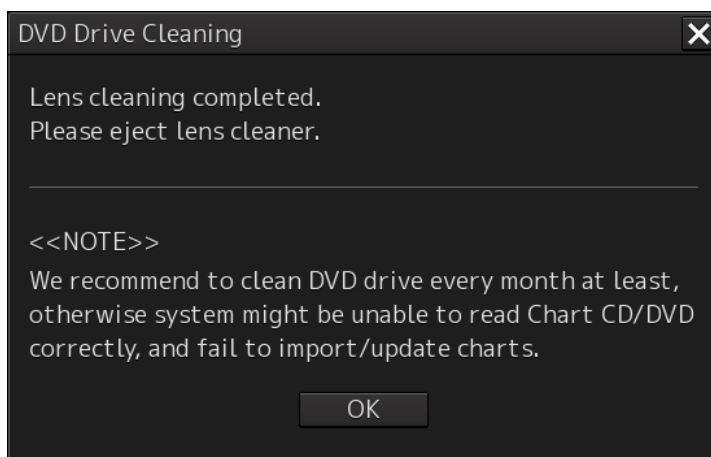 DVD Drive Cleaning
Lens cleaning completed.
Please eject lens cleaner.
<<NOTE>>
We recommend to clean DVD drive every month at least,
otherwise system might be unable to read Chart CD/DVD
correctly, and fail to import/update charts.
OK